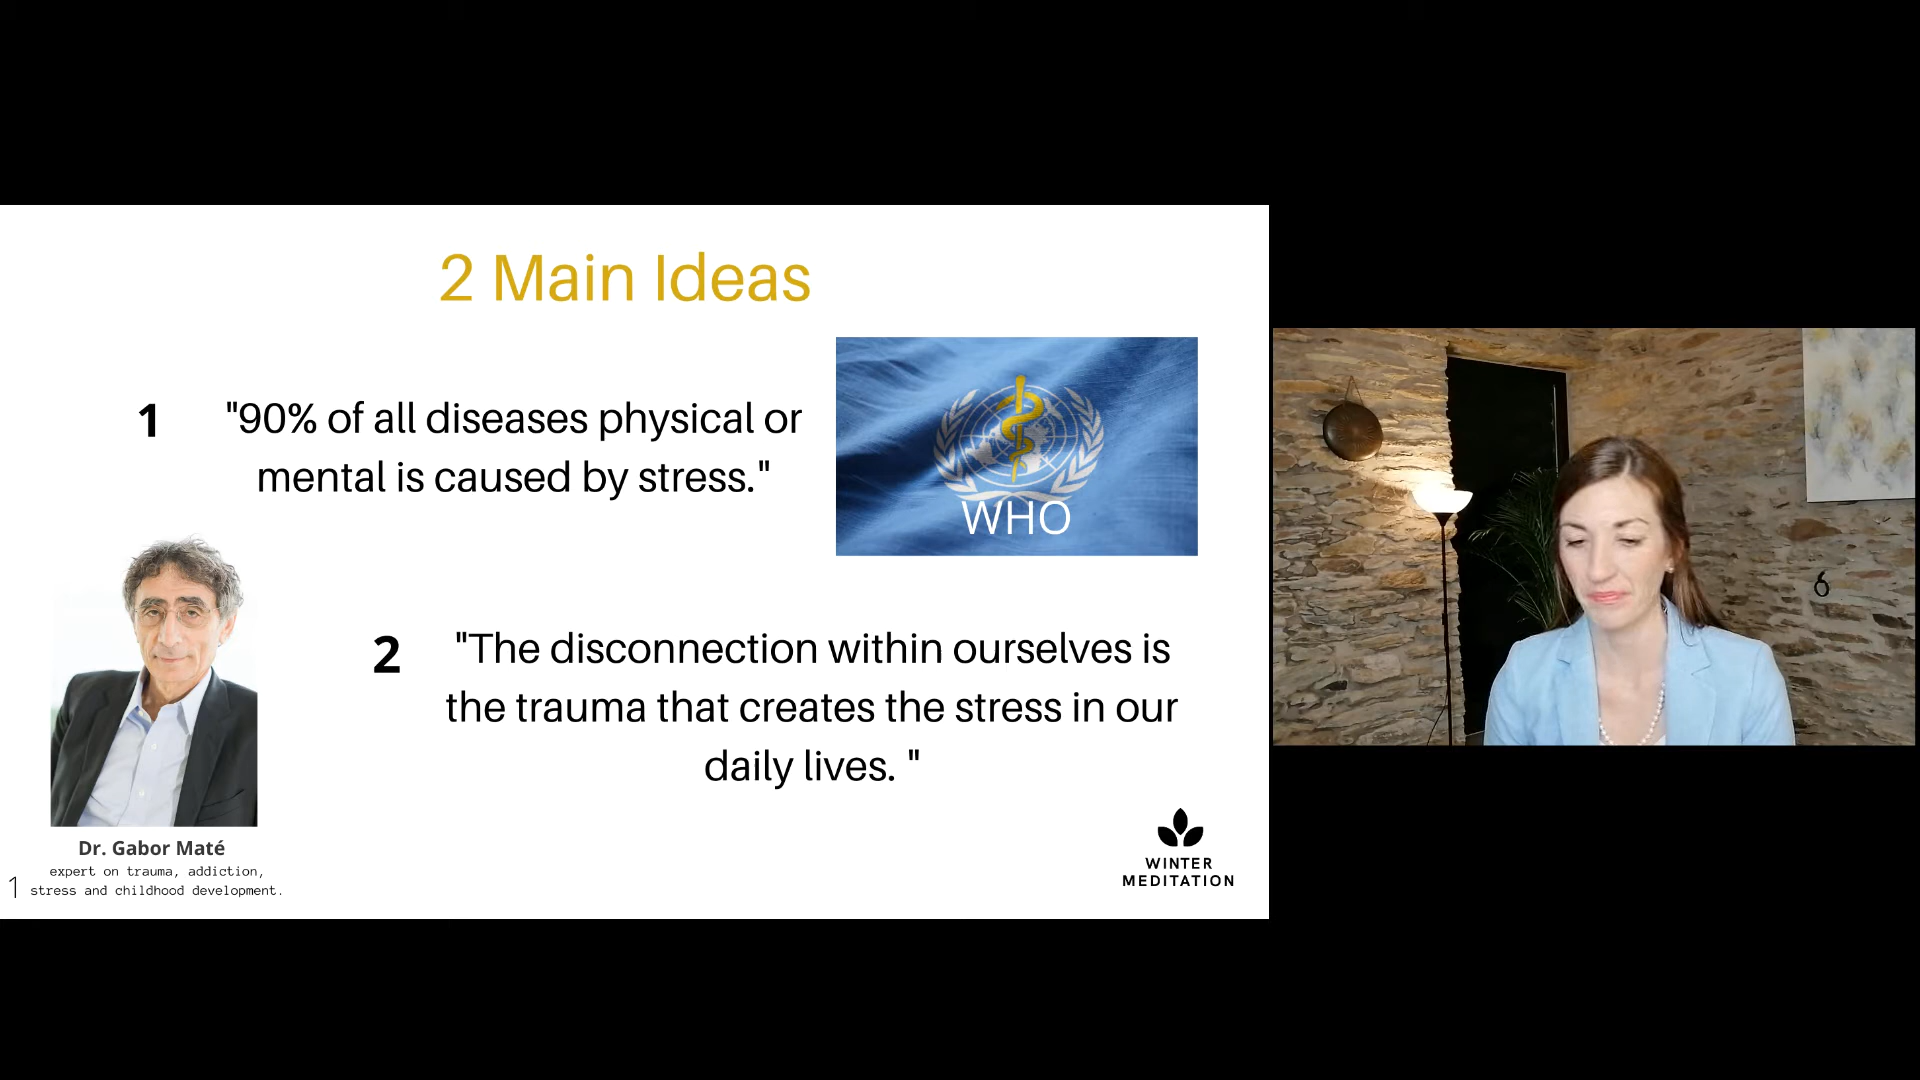 2 Main Ideas
1
"90% of all diseases physical or
mental is caused by stress."
WHO
2
"The disconnection within ourselves is
the trauma that creates the stress in our
daily lives. "
Dr. Gabor Maté
expert on trauma, addiction,
stress and childhood development.
1
WINTER
MEDITATION